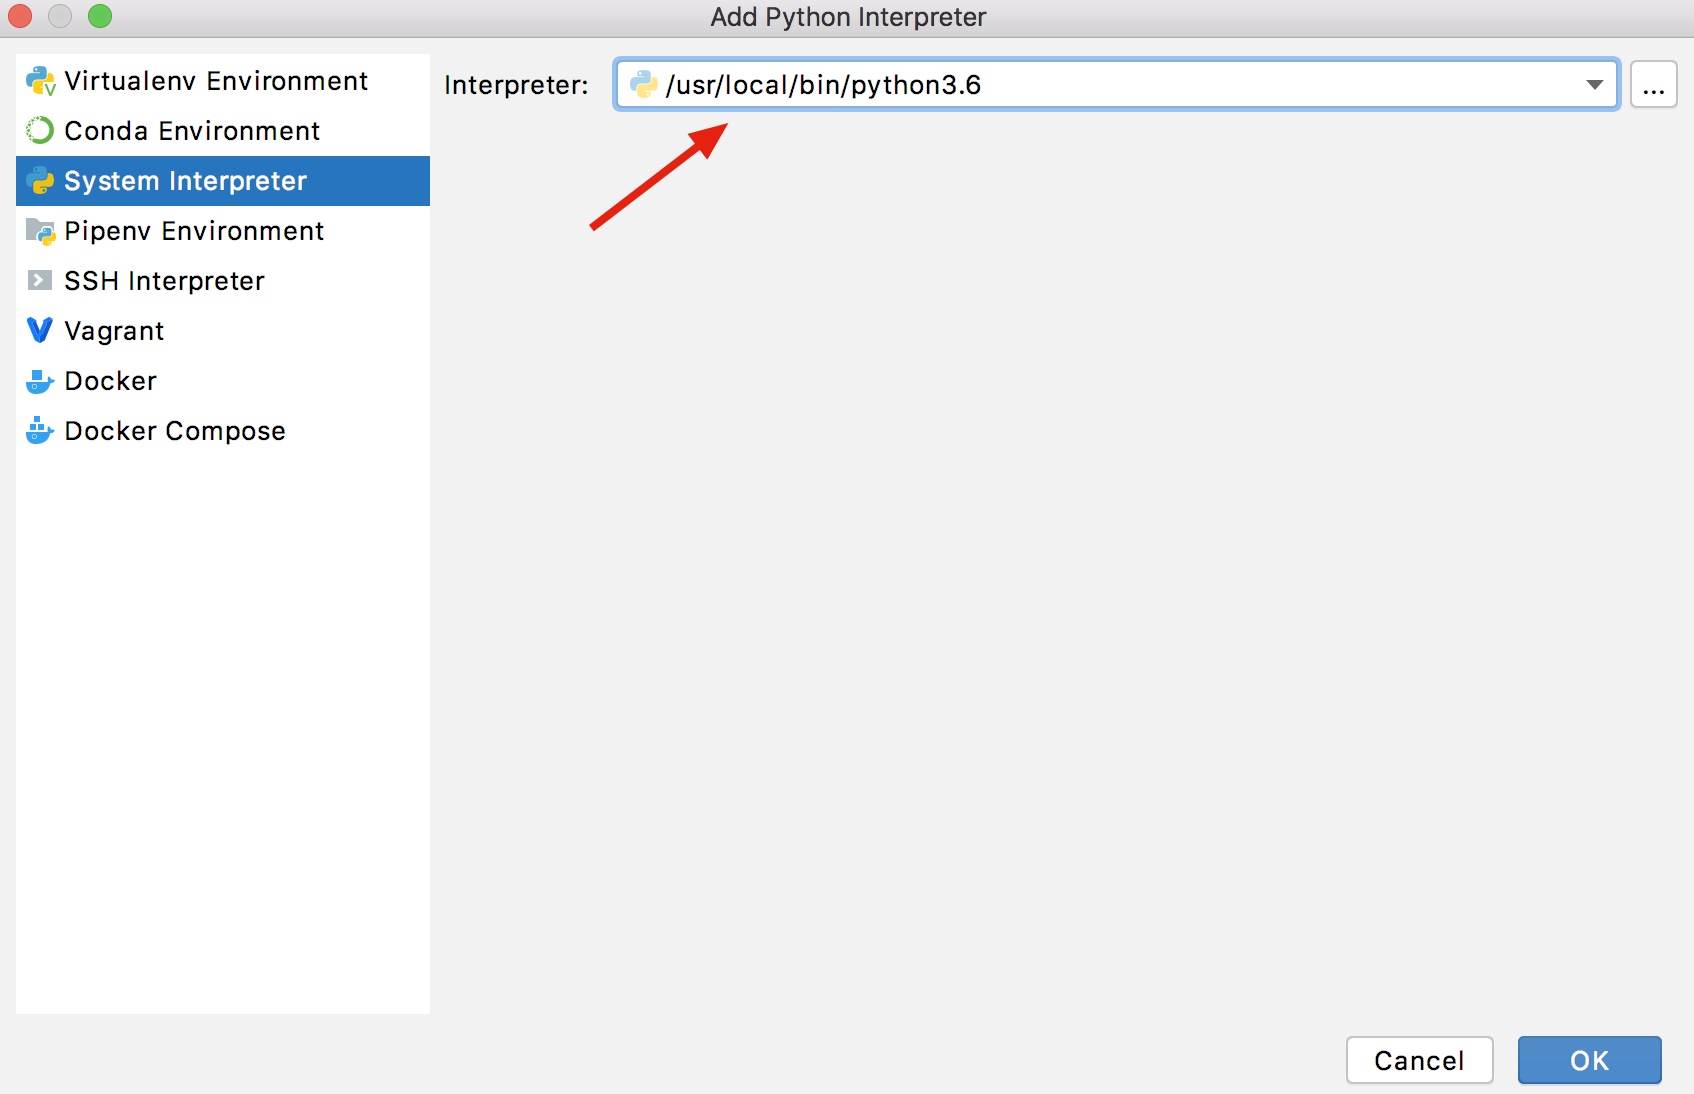 Add Python Interpreter
Virtualenv Environment
Conda Environment
System Interpreter
Pipenv Environment
SSH Interpreter
Vagrant
Docker
Docker Compose
Interpreter: /usr/local/bin/python3.6 ...
Cancel OK